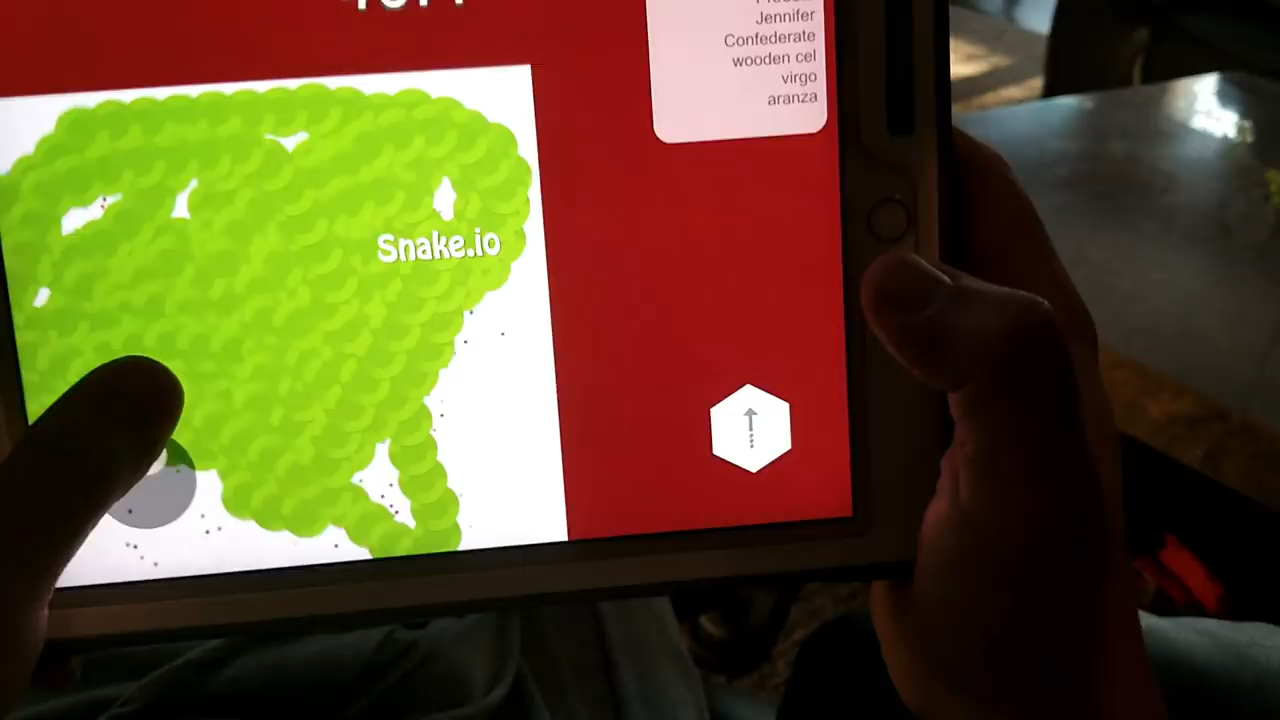 Jennifer
Confederate
wooden cel
virgo
aranza
Snake.io